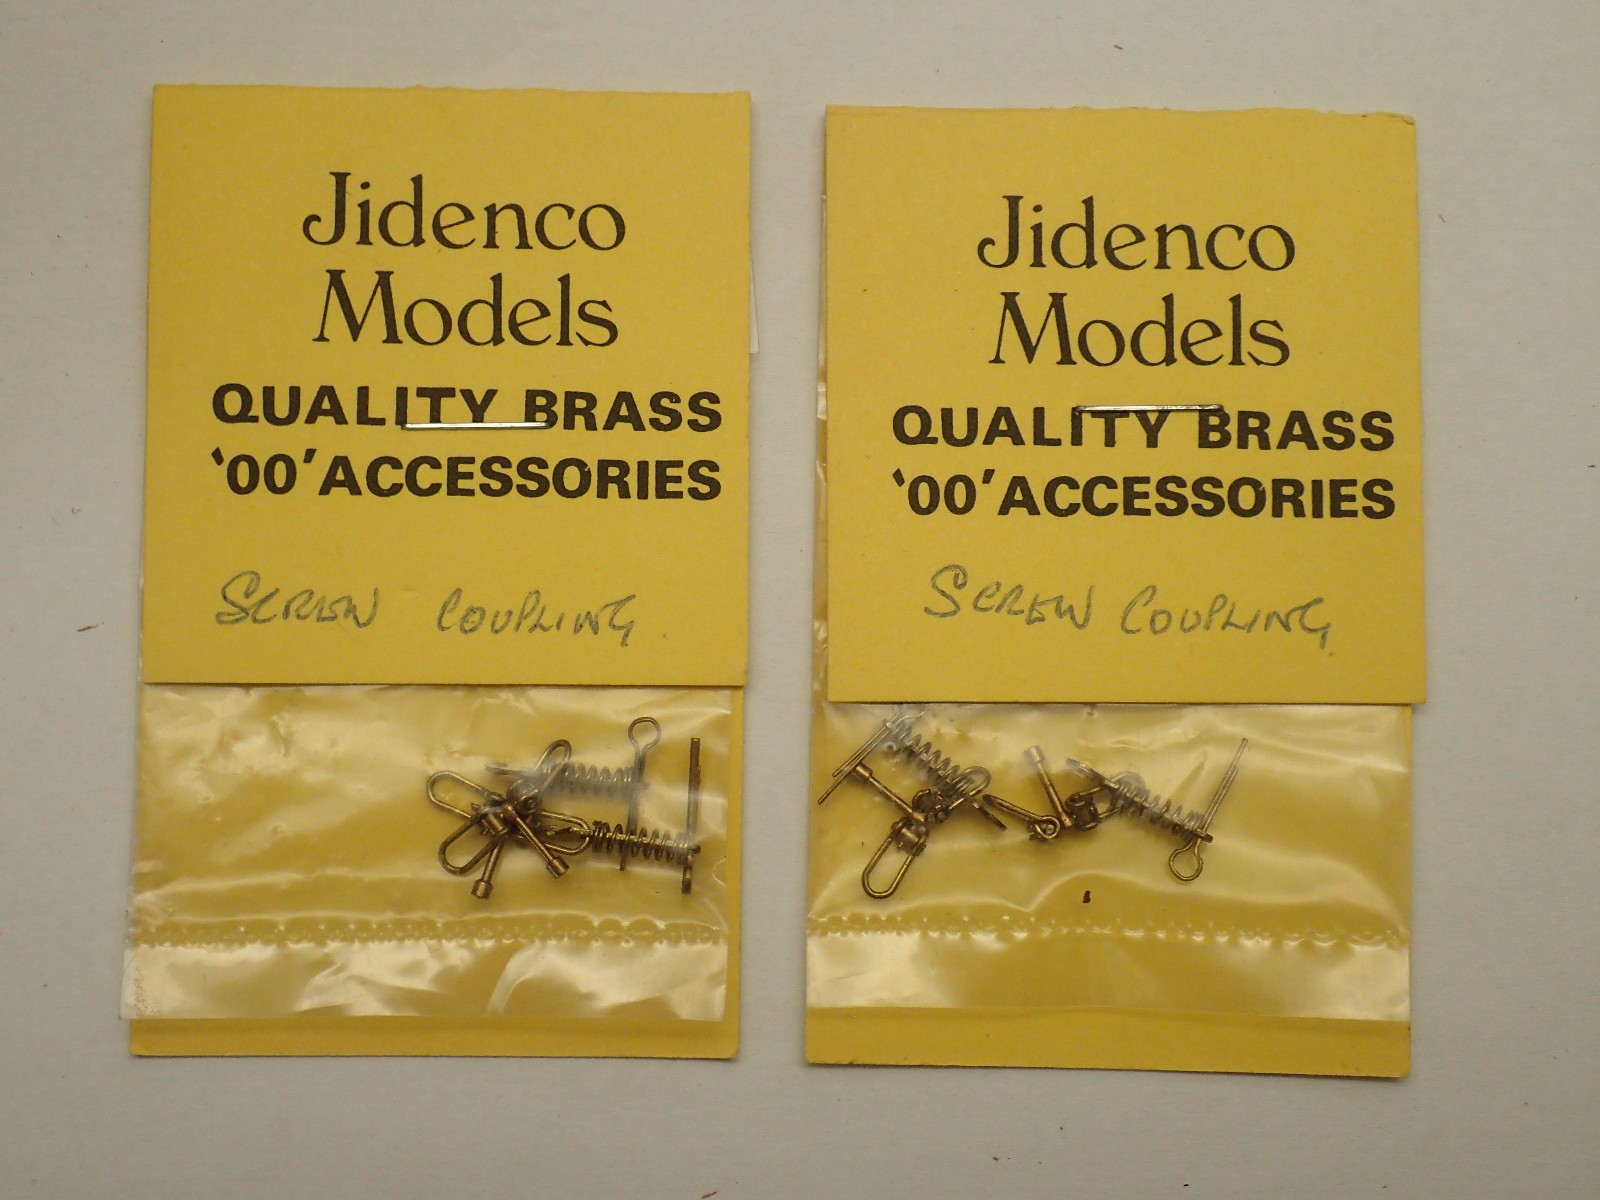 Jidenco
Models
QUALITY BRASS
‘00’ ACCESSORIES
SCREW COUPLING.
Jidenco
Models
QUALITY BRASS
‘00’ ACCESSORIES
SCREW COUPLING.